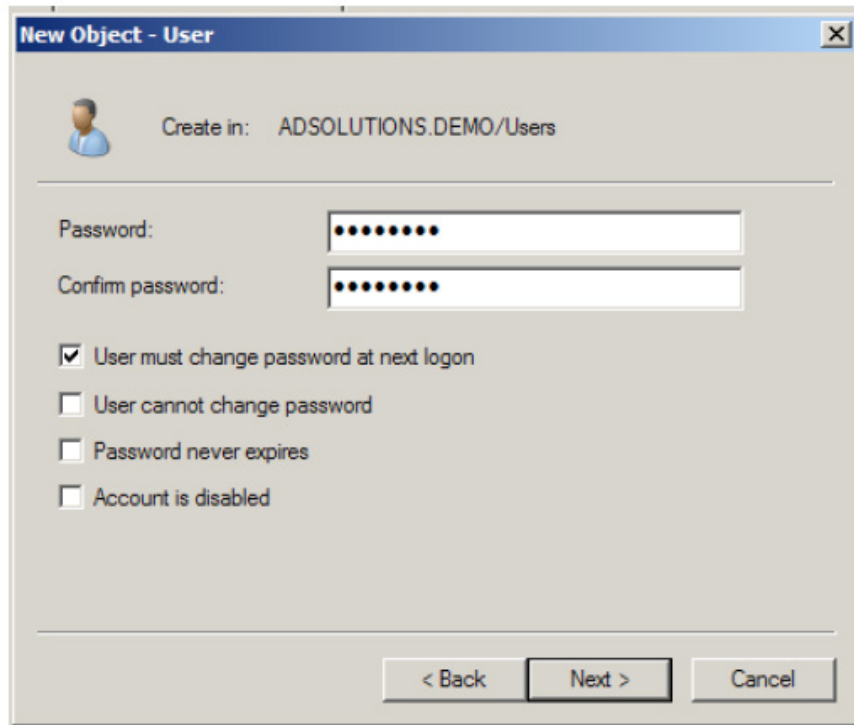 New Object - User
Create in: ADSOLUTIONS.DEMO/Users
Password: ●●●●●●●●
Confirm password: ●●●●●●●●
User must change password at next logon
User cannot change password
Password never expires
Account is disabled
< Back Next > Cancel